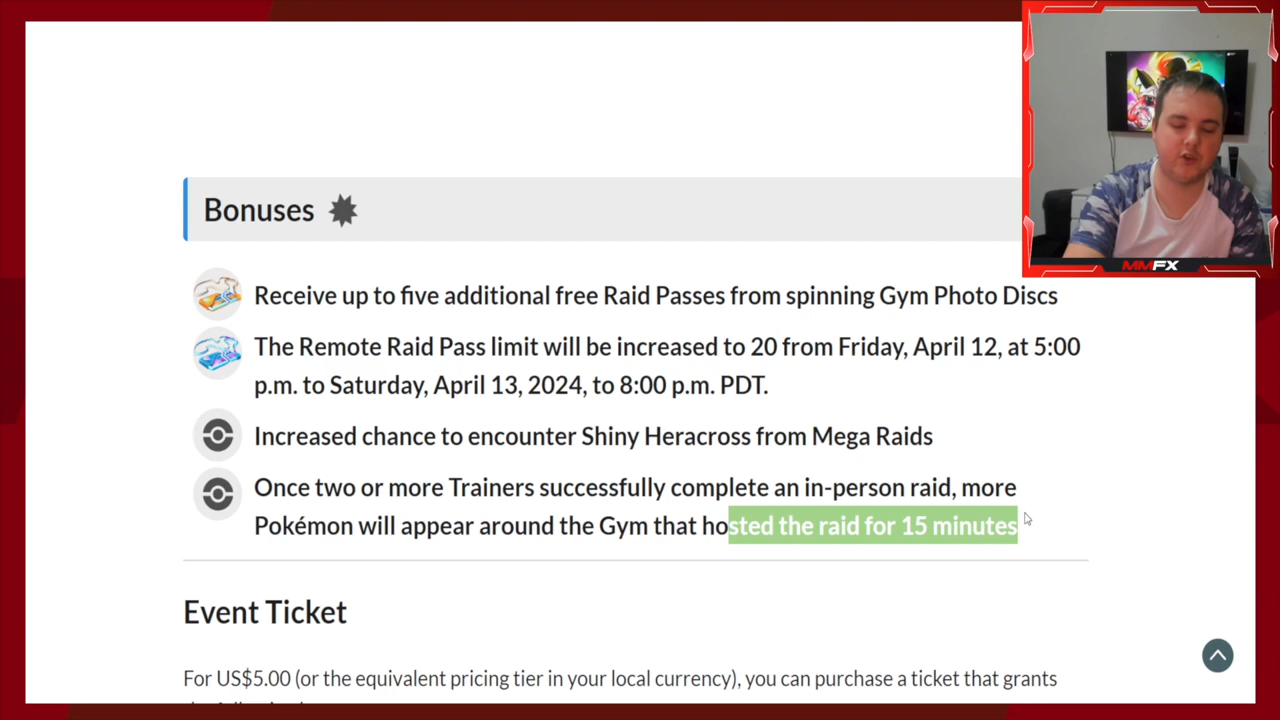 Bonuses
Receive up to five additional free Raid Passes from spinning Gym Photo Discs
The Remote Raid Pass limit will be increased to 20 from Friday, April 12, at 5:00
p.m. to Saturday, April 13, 2024, to 8:00 p.m. PDT.
Increased chance to encounter Shiny Heracross from Mega Raids
Once two or more Trainers successfully complete an in-person raid, more
Pokémon will appear around the Gym that hosted the raid for 15 minutes
Event Ticket
For US$5.00 (or the equivalent pricing tier in your local currency), you can purchase a ticket that grants
MMFX